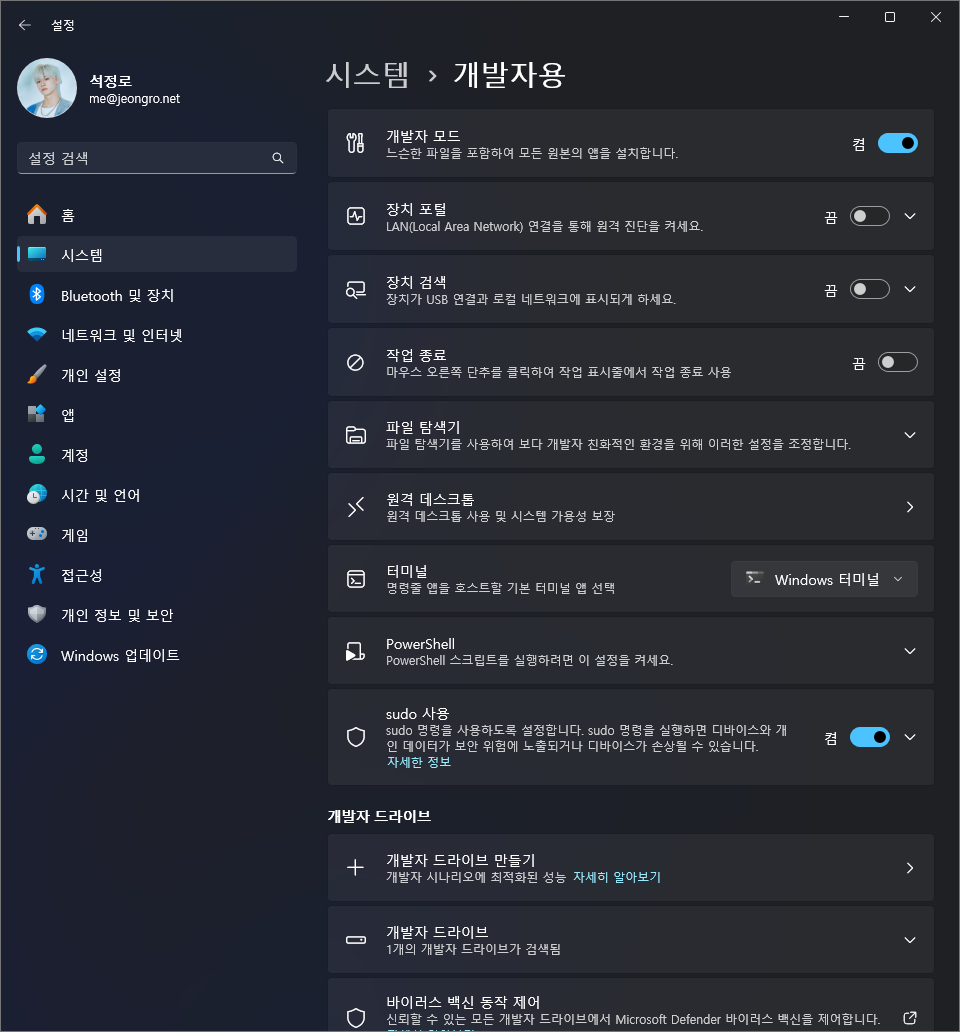 설정
석정로
me@jeongro.net
설정 검색
홈
시스템
Bluetooth 및 장치
네트워크 및 인터넷
개인 설정
앱
계정
시간 및 언어
게임
접근성
개인 정보 및 보안
Windows 업데이트
시스템 › 개발자용
개발자 모드
느슨한 파일을 포함하여 모든 원본의 앱을 설치합니다.
켬
장치 포털
LAN(Local Area Network) 연결을 통해 원격 진단을 켜세요.
끔
장치 검색
장치가 USB 연결과 로컬 네트워크에 표시되게 하세요.
끔
작업 종료
마우스 오른쪽 단추를 클릭하여 작업 표시줄에서 작업 종료 사용
끔
파일 탐색기
파일 탐색기를 사용하여 보다 개발자 친화적인 환경을 위해 이러한 설정을 조정합니다.
원격 데스크톱
원격 데스크톱 사용 및 시스템 가용성 보장
터미널
명령줄 앱을 호스트할 기본 터미널 앱 선택
Windows 터미널
PowerShell
PowerShell 스크립트를 실행하려면 이 설정을 켜세요.
sudo 사용
sudo 명령을 사용하도록 설정합니다. sudo 명령을 실행하면 디바이스와 개
인 데이터가 보안 위험에 노출되거나 디바이스가 손상될 수 있습니다.
자세한 정보
켬
개발자 드라이브
개발자 드라이브 만들기
개발자 시나리오에 최적화된 성능 자세히 알아보기
개발자 드라이브
1개의 개발자 드라이브가 검색됨
바이러스 백신 동작 제어
신뢰할 수 있는 모든 개발자 드라이브에서 Microsoft Defender 바이러스 백신을 제어합니다.